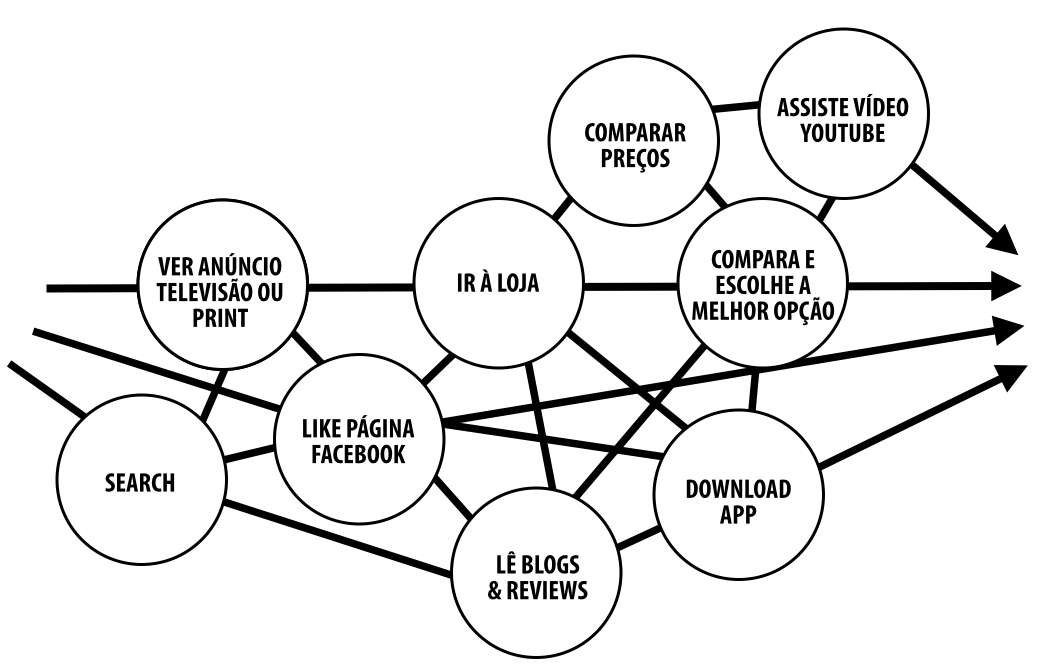 ASSISTE VÍDEO
YOUTUBE
COMPARAR
PREÇOS
VER ANÚNCIO
TELEVISÃO OU
PRINT
IR À LOJA
COMPARA E
ESCOLHE A
MELHOR OPÇÃO
LIKE PÁGINA
FACEBOOK
SEARCH
DOWNLOAD
APP
LÊ BLOGS
& REVIEWS